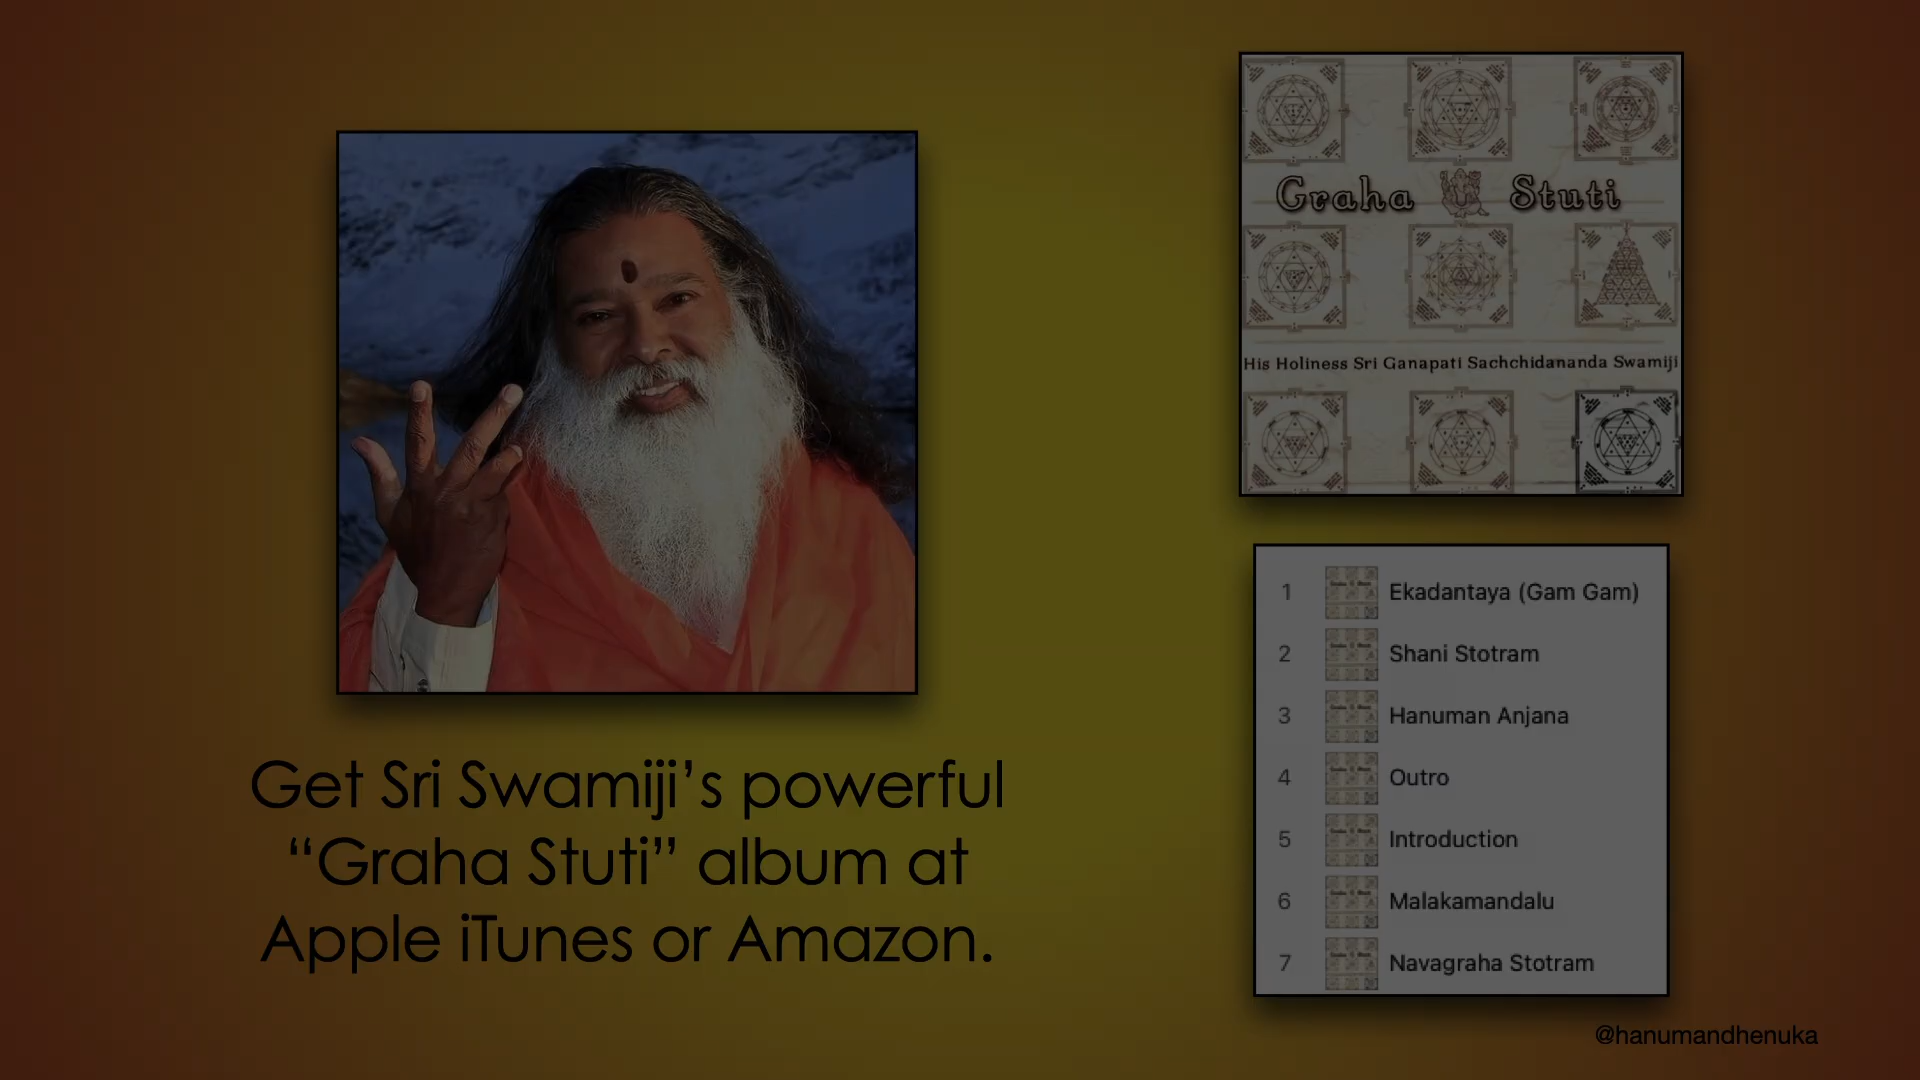 Get Sri Swamiji’s powerful
“Graha Stuti” album at
Apple iTunes or Amazon.
Graha Stuti
His Holiness Sri Ganapati Sachchidananda Swamiji
1 Ekadantaya (Gam Gam)
2 Shani Stotram
3 Hanuman Anjana
4 Outro
5 Introduction
6 Malakamandalu
7 Navagraha Stotram
@hanumandhenuka